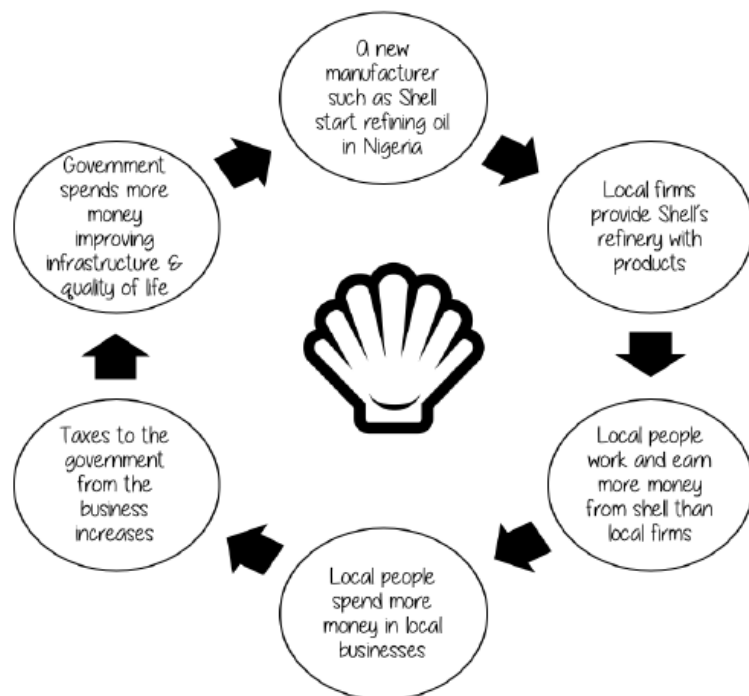 A new
manufacturer
such as Shell
start refining oil
in Nigeria
Local firms
provide Shell's
refinery with
products
Local people
work and earn
more money
from shell than
local firms
Local people
spend more
money in local
businesses
Taxes to the
government
from the
business
increases
Government
spends more
money
improving
infrastructure &
quality of life